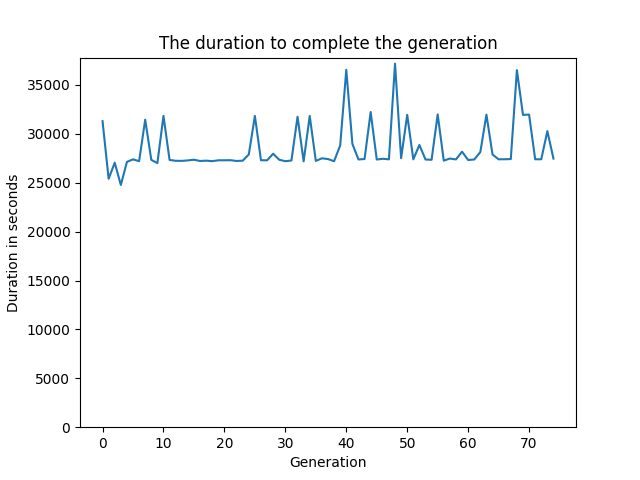 The duration to complete the generation
35000
30000
25000
20000
15000
10000
5000
0
Duration in seconds
0 10 20 30 40 50 60 70
Generation